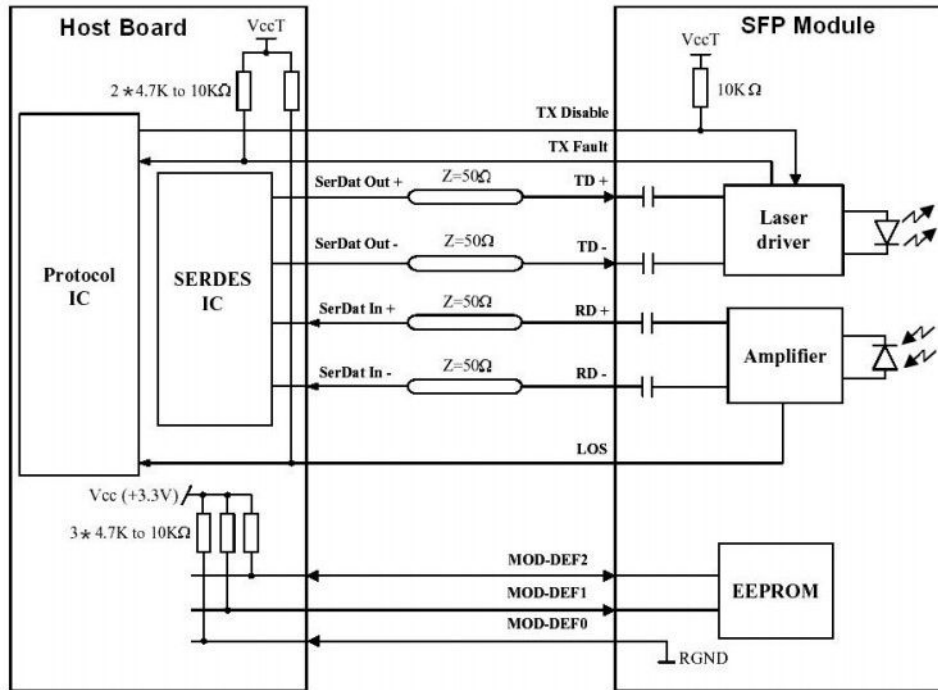 Host Board
SFP Module
VccT
VccT
2*4.7K to 10KΩ
10KΩ
TX Disable
TX Fault
SerDat Out +
Z=50Ω
TD +
Laser
driver
SerDat Out -
Z=50Ω
TD -
Protocol
IC
SERDES
IC
SerDat In +
Z=50Ω
RD +
Amplifier
SerDat In -
Z=50Ω
RD -
LOS
Vcc (+3.3V)
3*4.7K to 10KΩ
MOD-DEF2
EEPROM
MOD-DEF1
MOD-DEF0
RGND